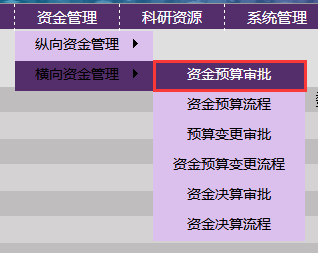 资金管理 科研资源 系统管理
纵向资金管理
横向资金管理
资金预算审批
资金预算流程
预算变更审批
资金预算变更流程
资金决算审批
资金决算流程